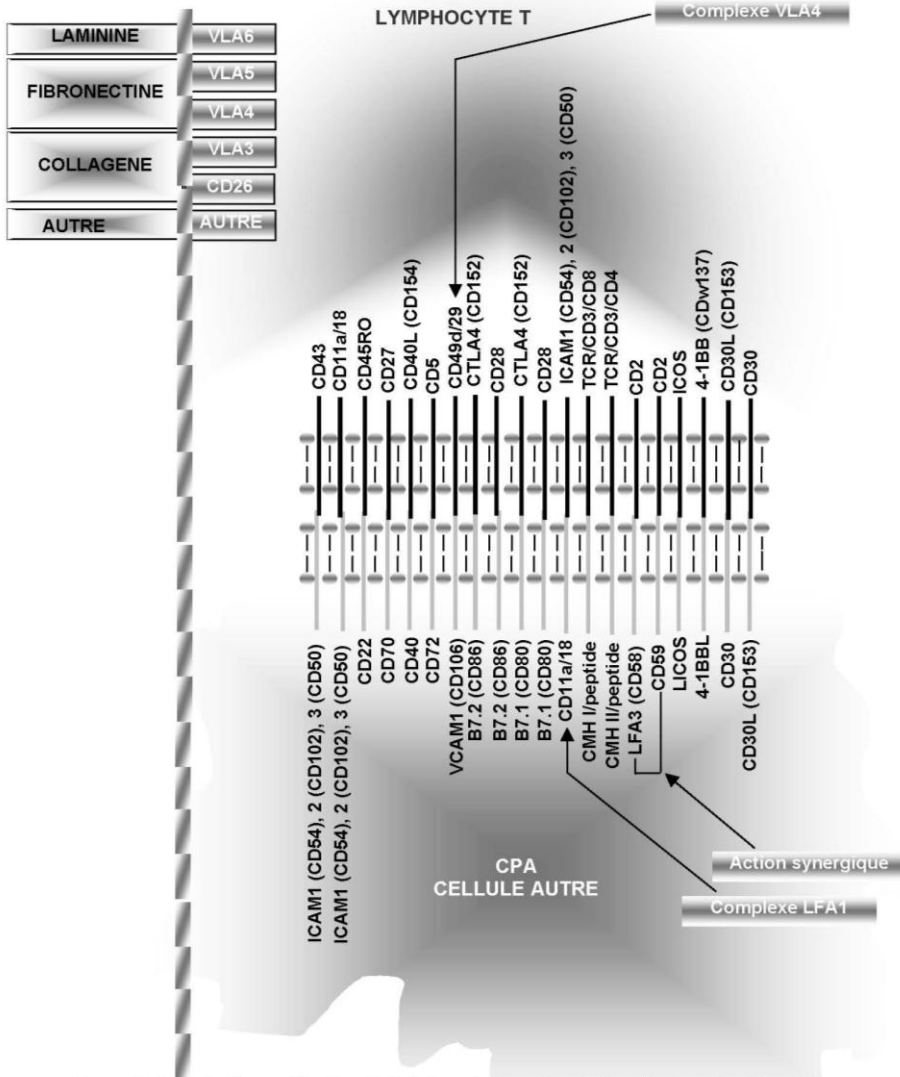 LYMPHOCYTE T
Complexe VLA4
LAMININE
VLA6
FIBRONECTINE
VLA5
VLA4
COLLAGENE
VLA3
CD26
AUTRE
AUTRE
CD43
CD11a/18
CD45RO
CD27
CD40L (CD154)
CD5
CD49d/29
CTLA4 (CD152)
CD28
CTLA4 (CD152)
CD28
ICAM1 (CD54), 2 (CD102), 3 (CD50)
TCR/CD3/CD8
TCR/CD3/CD4
CD2
CD2
ICOS
4-1BB (CDw137)
CD30L (CD153)
CD30
ICAM1 (CD54), 2 (CD102), 3 (CD50)
ICAM1 (CD54), 2 (CD102), 3 (CD50)
CD22
CD70
CD40
CD72
VCAM1 (CD106)
B7.2 (CD86)
B7.2 (CD86)
B7.1 (CD80)
B7.1 (CD80)
CD11a/18
CMH I/peptide
CMH II/peptide
LFA3 (CD58)
CD59
LICOS
4-1BBL
CD30
CD30L (CD153)
CPA
CELLULE AUTRE
Action synergique
Complexe LFA1